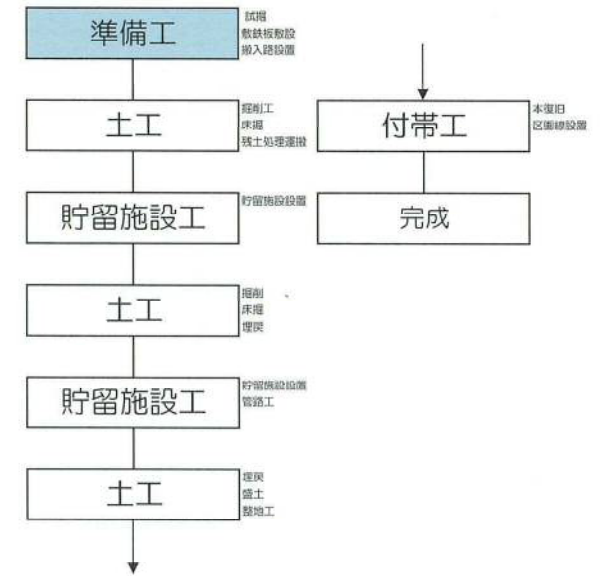 準備工
試掘
敷鉄板敷設
搬入路設置
土工
掘削工
床掘
残土処理運搬
貯留施設工
貯留施設設置
土工
掘削
床掘
埋戻
貯留施設工
貯留施設設置
管路工
土工
埋戻
盛土
整地工
付帯工
本復旧
区画線設置
完成